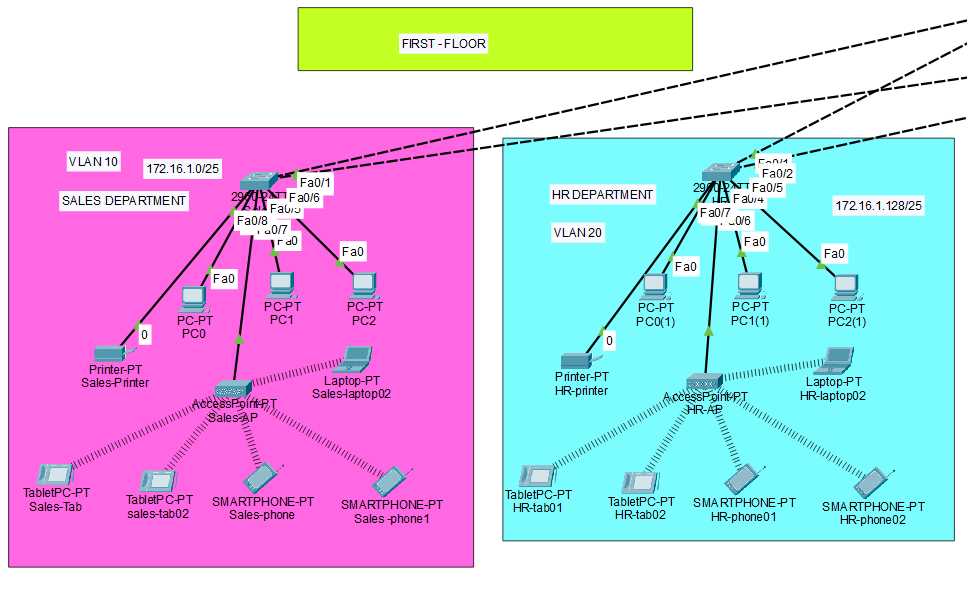 FIRST - FLOOR
VLAN 10
172.16.1.0/25
SALES DEPARTMENT
Fa0/1
Fa0/6
Fa0/5
Fa0/8
Fa0/7
Fa0
Fa0
Fa0
0
PC-PT
PC0
PC-PT
PC1
PC-PT
PC2
Printer-PT
Sales-Printer
AccessPoint-PT
Sales-AP
Laptop-PT
Sales-laptop02
TabletPC-PT
Sales-Tab
TabletPC-PT
sales-tab02
SMARTPHONE-PT
Sales-phone
SMARTPHONE-PT
Sales -phone1
HR DEPARTMENT
VLAN 20
172.16.1.128/25
Fa0/1
Fa0/2
Fa0/5
Fa0/4
Fa0/7
Fa0/6
Fa0
Fa0
Fa0
0
PC-PT
PC0(1)
PC-PT
PC1(1)
PC-PT
PC2(1)
Printer-PT
HR-printer
AccessPoint-PT
HR-AP
Laptop-PT
HR-laptop02
TabletPC-PT
HR-tab01
TabletPC-PT
HR-tab02
SMARTPHONE-PT
HR-phone01
SMARTPHONE-PT
HR-phone02